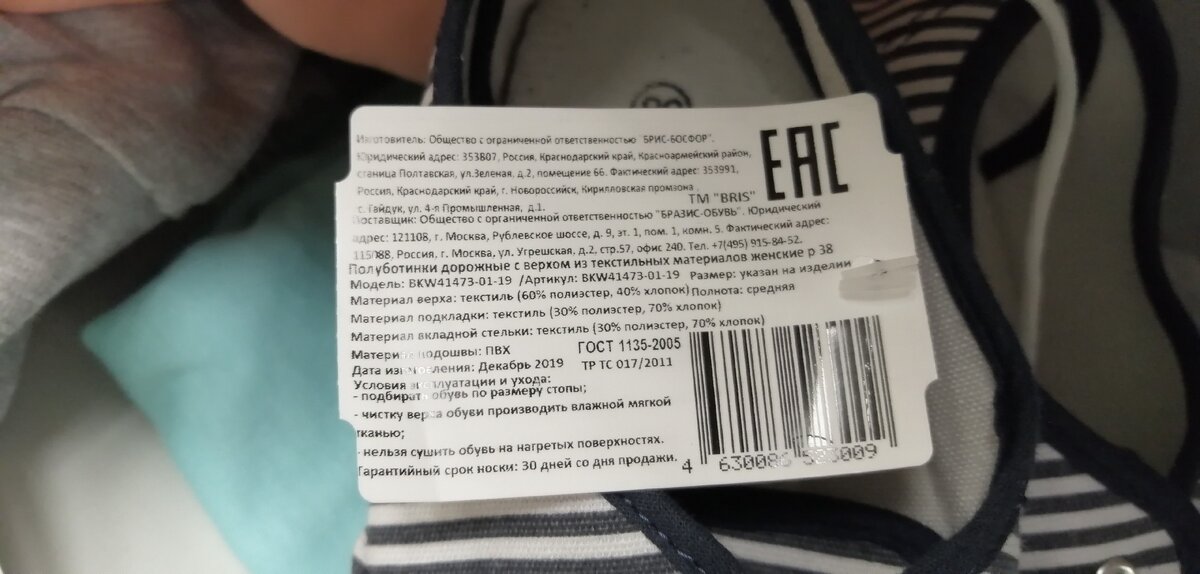 Изготовитель: Общество с ограниченной ответственностью "БРИС-БОСФОР".
Юридический адрес: 353807, Россия, Краснодарский край, Красноармейский район,
станица Полтавская, ул.Зеленая, д.2, помещение 66. Фактический адрес: 353991,
Россия, Краснодарский край, г. Новороссийск, Кирилловская промзона,
с. Гайдук, ул. 4-я Промышленная, д.1.
ТМ "BRIS"
EAC
Поставщик: Общество с органиченной ответственностью "БРАЗИС-ОБУВЬ". Юридический
адрес: 121108, г. Москва, Рублевское шоссе, д. 9, эт. 1, пом. 1, комн. 5. Фактический адрес:
115088, Россия, г. Москва, ул. Угрешская, д.2, стр.57, офис 240. Тел. +7(495) 915-84-52.
Полуботинки дорожные с верхом из текстильных материалов женские р 38
Модель: BKW41473-01-19 /Артикул: BKW41473-01-19 Размер: указан на изделии
Материал верха: текстиль (60% полиэстер, 40% хлопок) Полнота: средняя
Материал подкладки: текстиль (30% полиэстер, 70% хлопок)
Материал вкладной стельки: текстиль (30% полиэстер, 70% хлопок)
Материал подошвы: ПВХ ГОСТ 1135-2005
Дата изготовления: Декабрь 2019 ТР ТС 017/2011
Условия эксплуатации и ухода:
- подбирать обувь по размеру стопы;
- чистку верха обуви производить влажной мягкой
тканью;
- нельзя сушить обувь на нагретых поверхностях.
Гарантийный срок носки: 30 дней со дня продажи.
4 630086